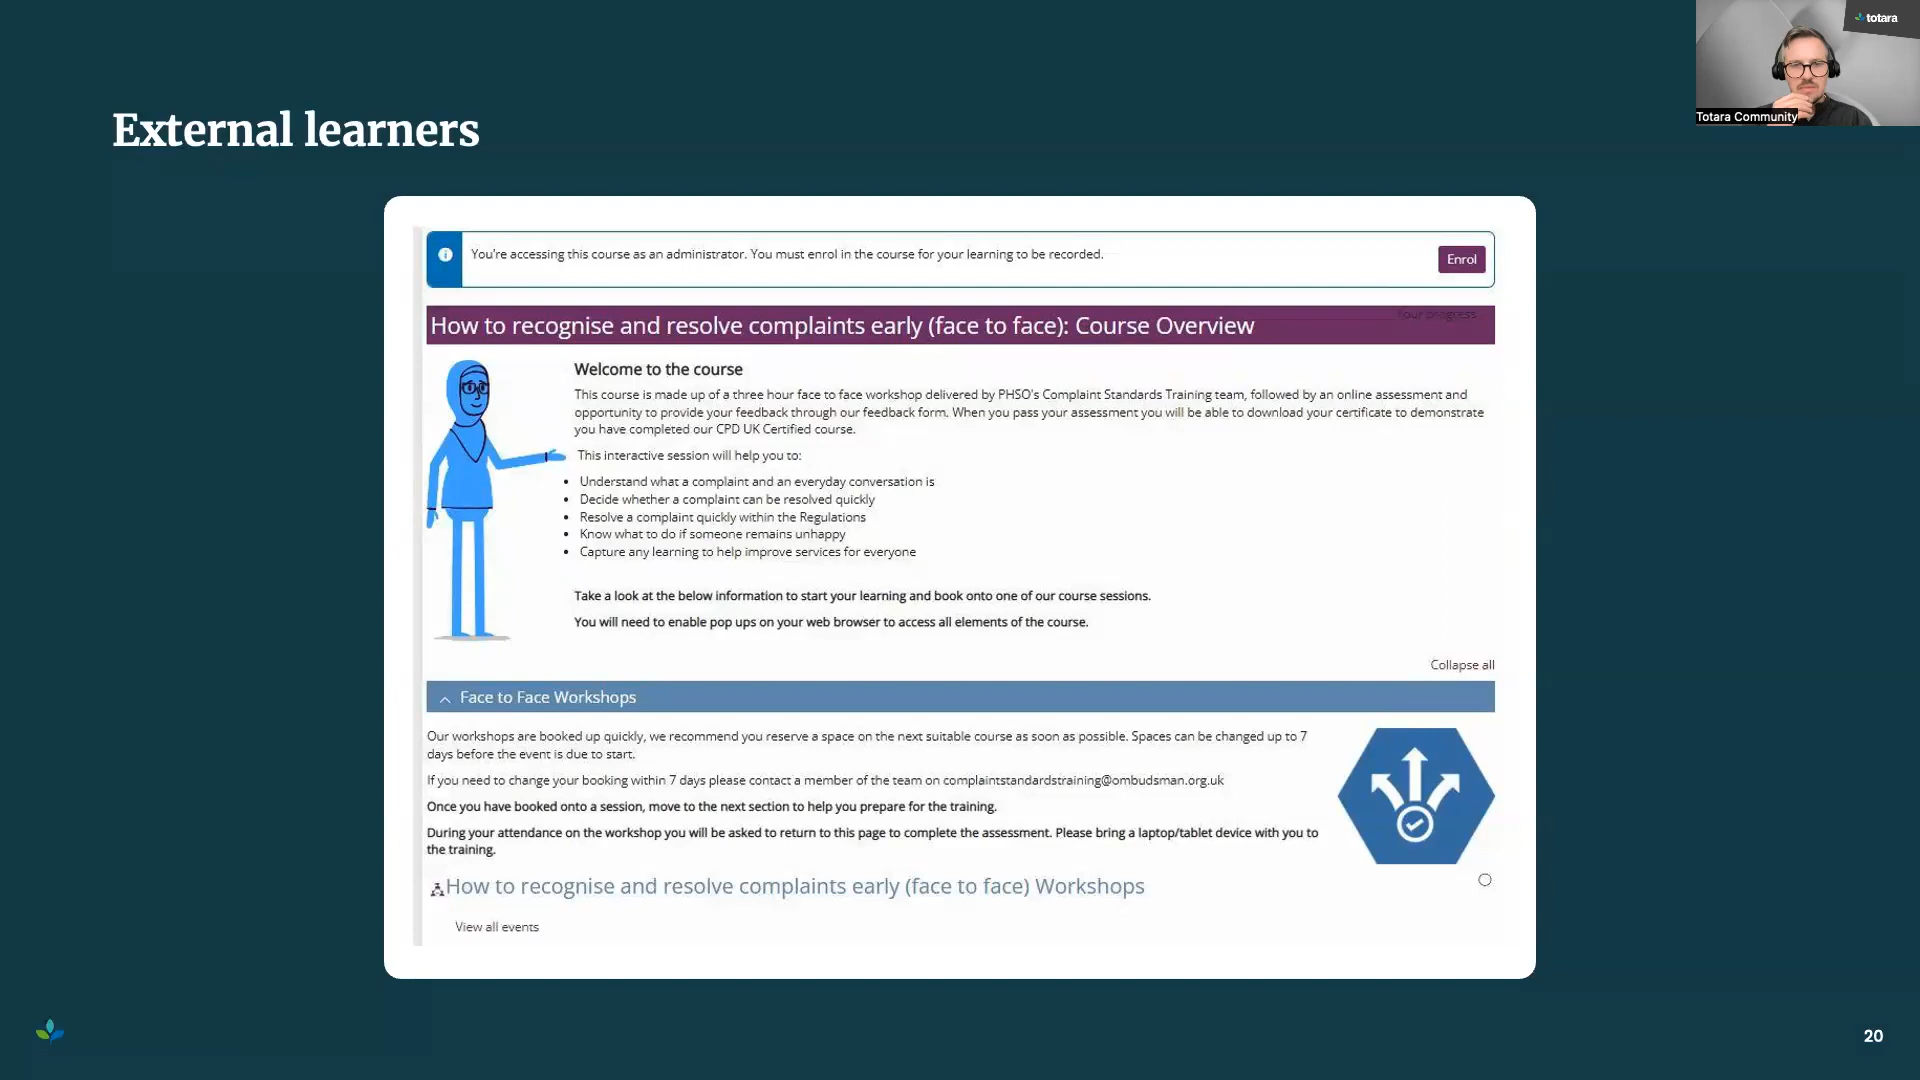 totara
Totara Community
External learners
You're accessing this course as an administrator. You must enrol in the course for your learning to be recorded.
Enrol
How to recognise and resolve complaints early (face to face): Course Overview
Your progress
Welcome to the course
This course is made up of a three hour face to face workshop delivered by PHSO's Complaint Standards Training team, followed by an online assessment and
opportunity to provide your feedback through our feedback form. When you pass your assessment you will be able to download your certificate to demonstrate
you have completed our CPD UK Certified course.
This interactive session will help you to:
• Understand what a complaint and an everyday conversation is
• Decide whether a complaint can be resolved quickly
• Resolve a complaint quickly within the Regulations
• Know what to do if someone remains unhappy
• Capture any learning to help improve services for everyone
Take a look at the below information to start your learning and book onto one of our course sessions.
You will need to enable pop ups on your web browser to access all elements of the course.
Collapse all
Face to Face Workshops
Our workshops are booked up quickly, we recommend you reserve a space on the next suitable course as soon as possible. Spaces can be changed up to 7
days before the event is due to start.
If you need to change your booking within 7 days please contact a member of the team on complaintstandardstraining@ombudsman.org.uk
Once you have booked onto a session, move to the next section to help you prepare for the training.
During your attendance on the workshop you will be asked to return to this page to complete the assessment. Please bring a laptop/tablet device with you to
the training.
How to recognise and resolve complaints early (face to face) Workshops
View all events
20